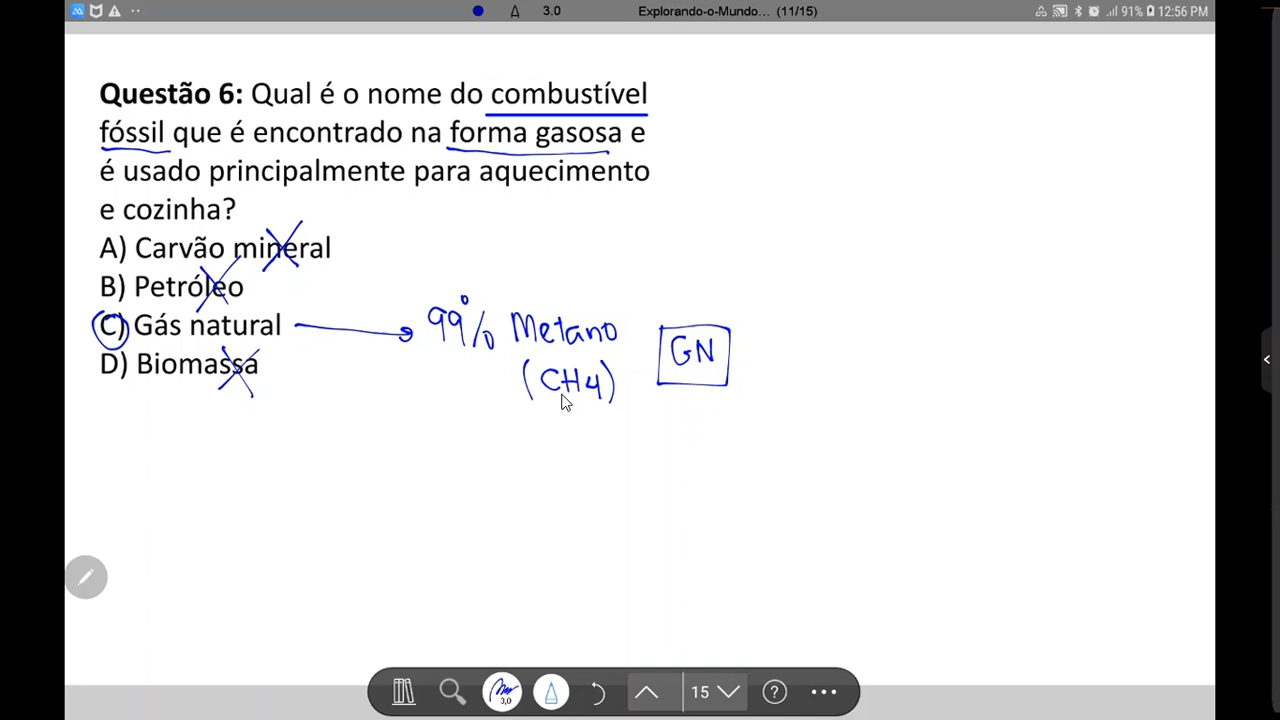 3.0
Explorando-o-Mundo... (11/15)
91% 12:56 PM
Questão 6: Qual é o nome do combustível
fóssil que é encontrado na forma gasosa e
é usado principalmente para aquecimento
e cozinha?
A) Carvão mineral
B) Petróleo
C) Gás natural
99% Metano
(CH4)
GN
D) Biomassa
3,0
15